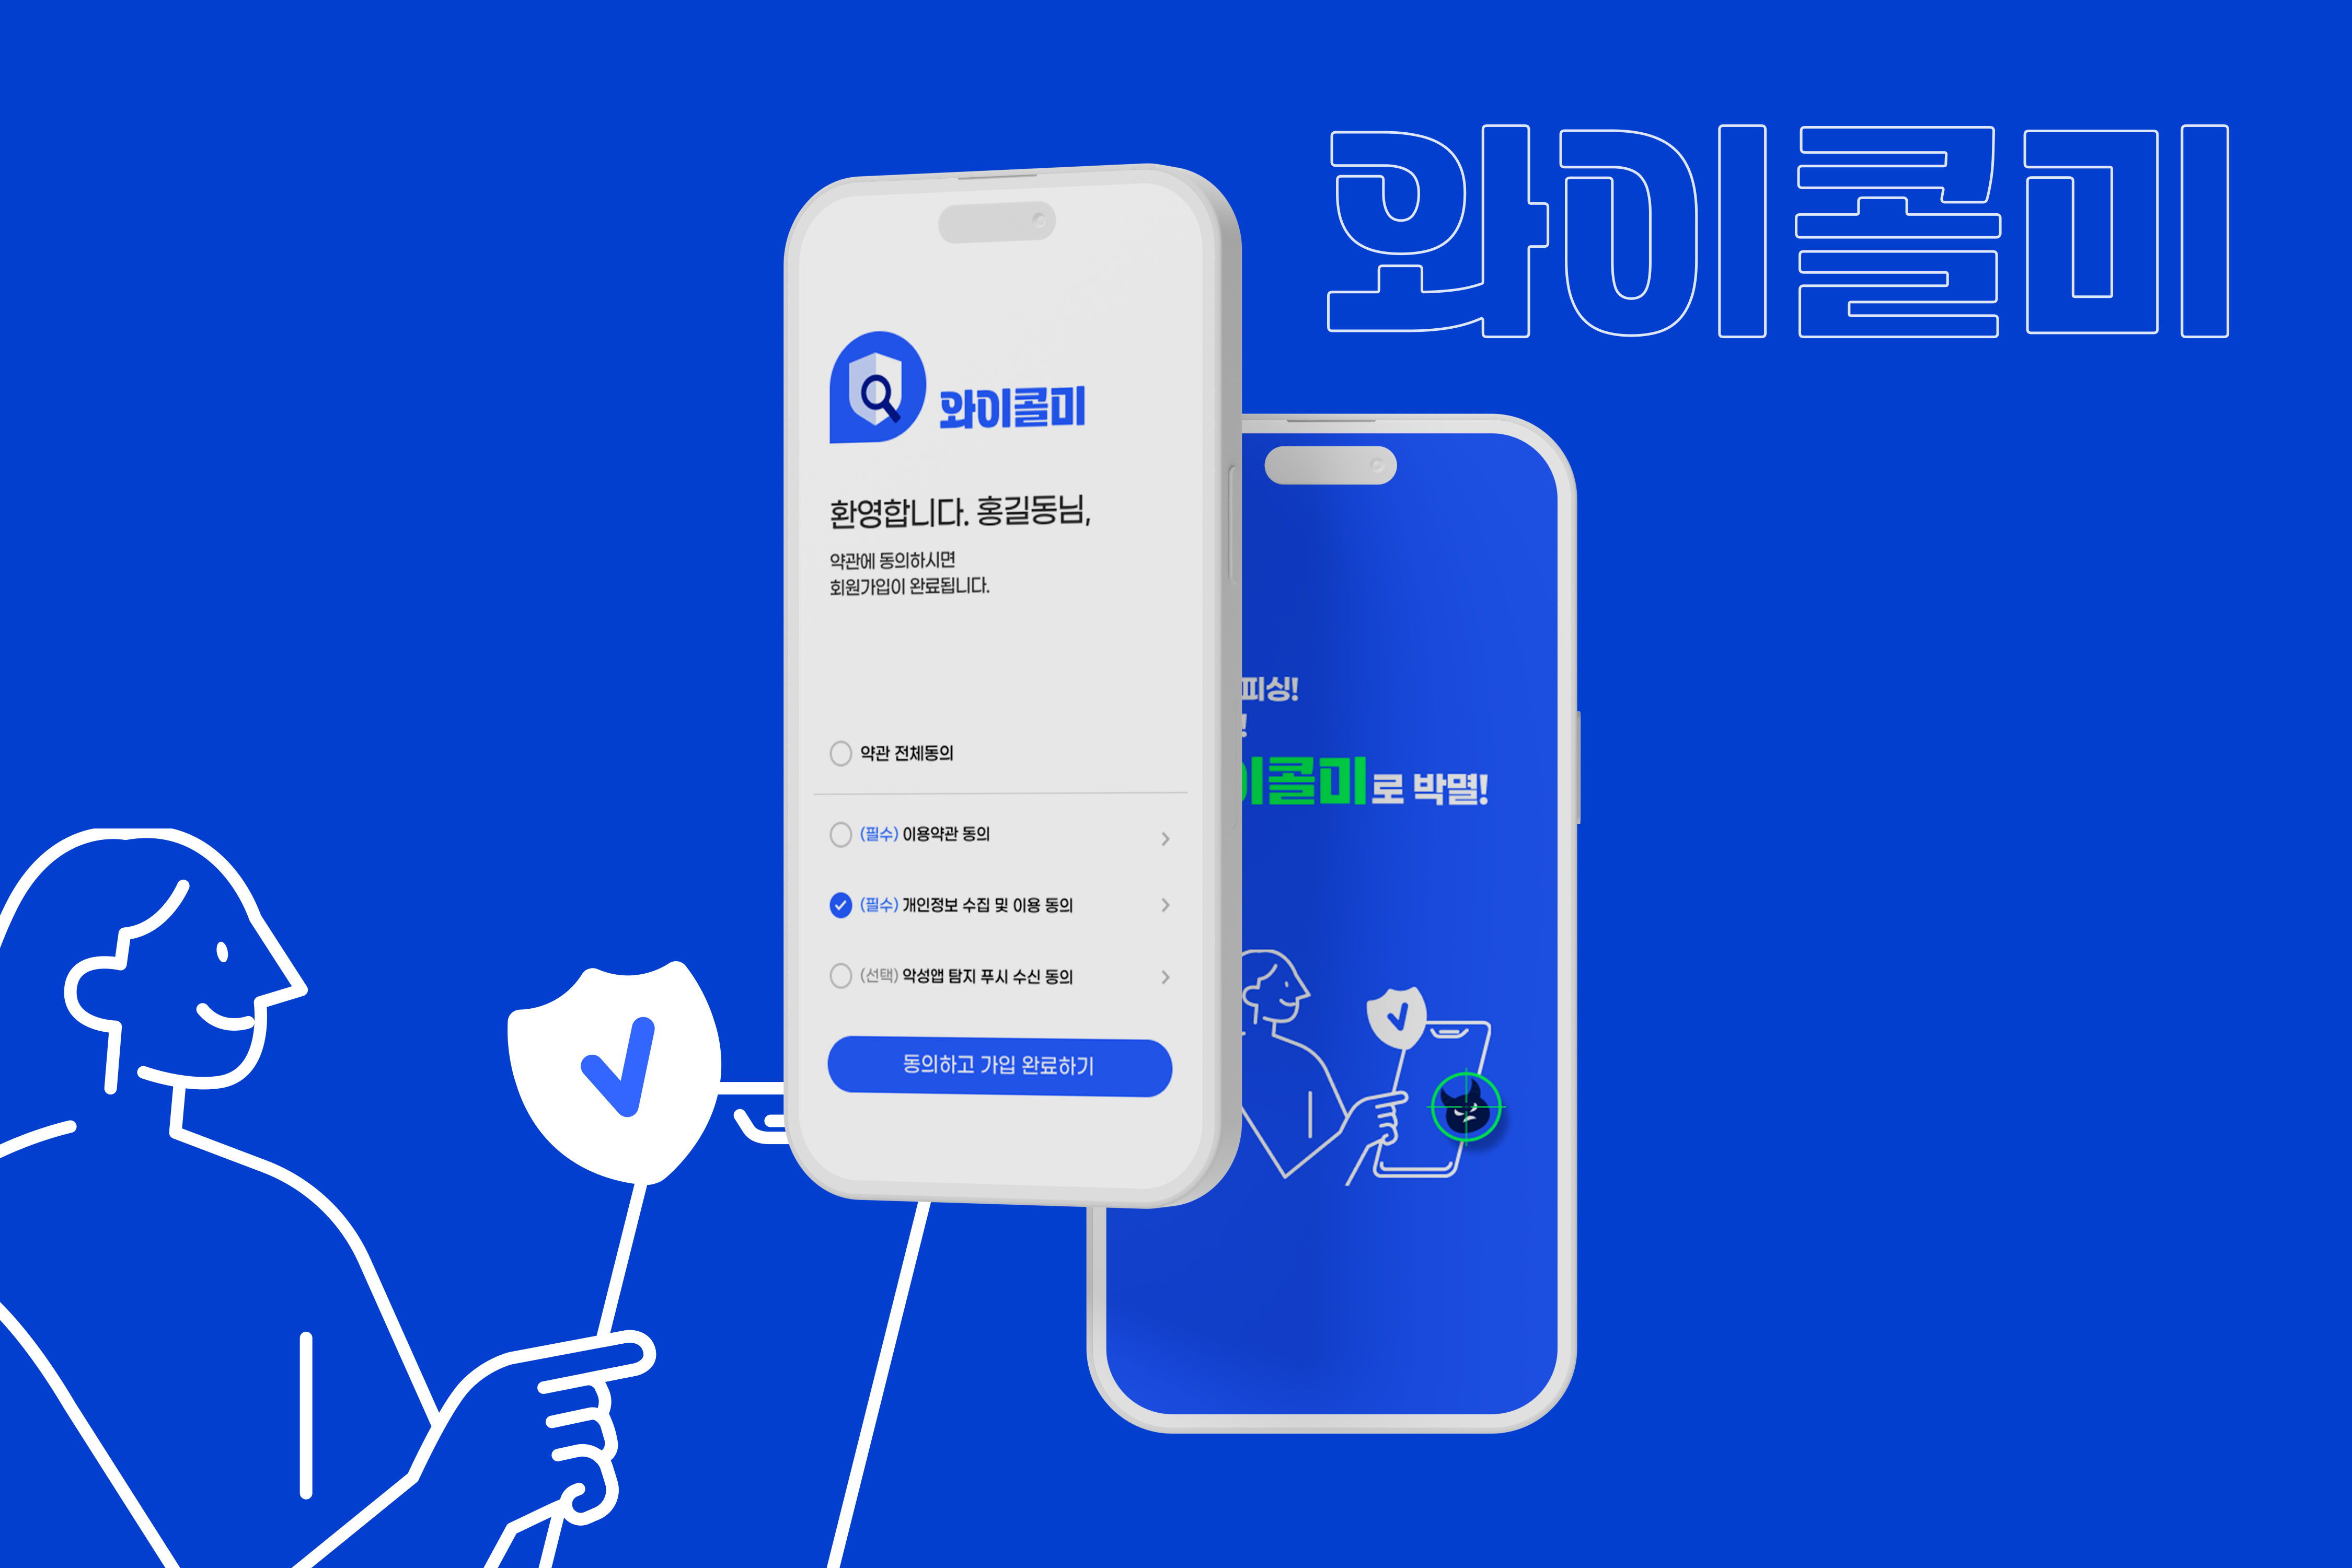 와이콜미
와이콜미
환영합니다. 홍길동님,
약관에 동의하시면
회원가입이 완료됩니다.
약관 전체동의
(필수) 이용약관 동의
(필수) 개인정보 수집 및 이용 동의
(선택) 악성앱 탐지 푸시 수신 동의
동의하고 가입 완료하기
피싱!
!
이콜미로 박멸!